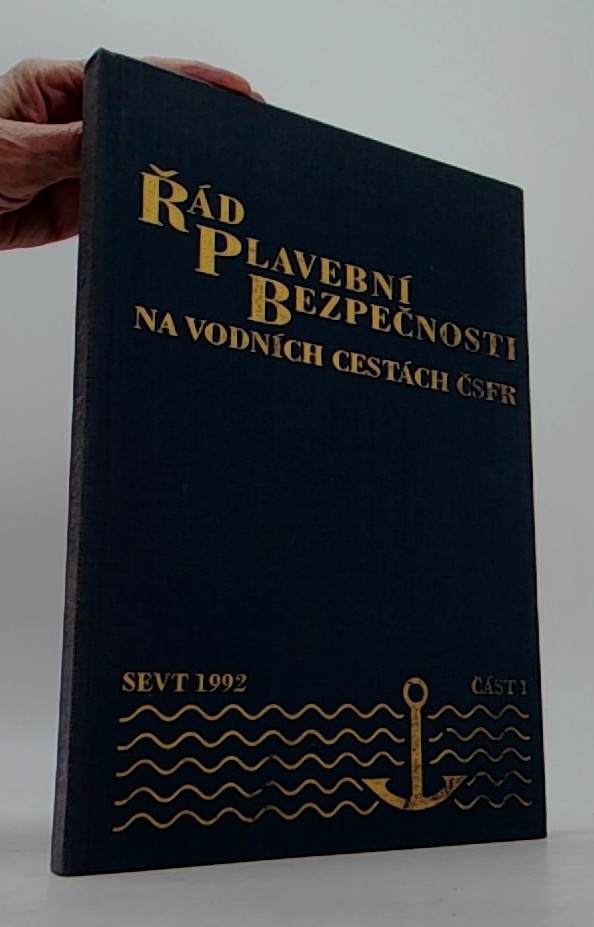 Řád
Plavební
Bezpečnosti
NA VODNÍCH CESTÁCH ČSFR
SEVT 1992
ČÁST I